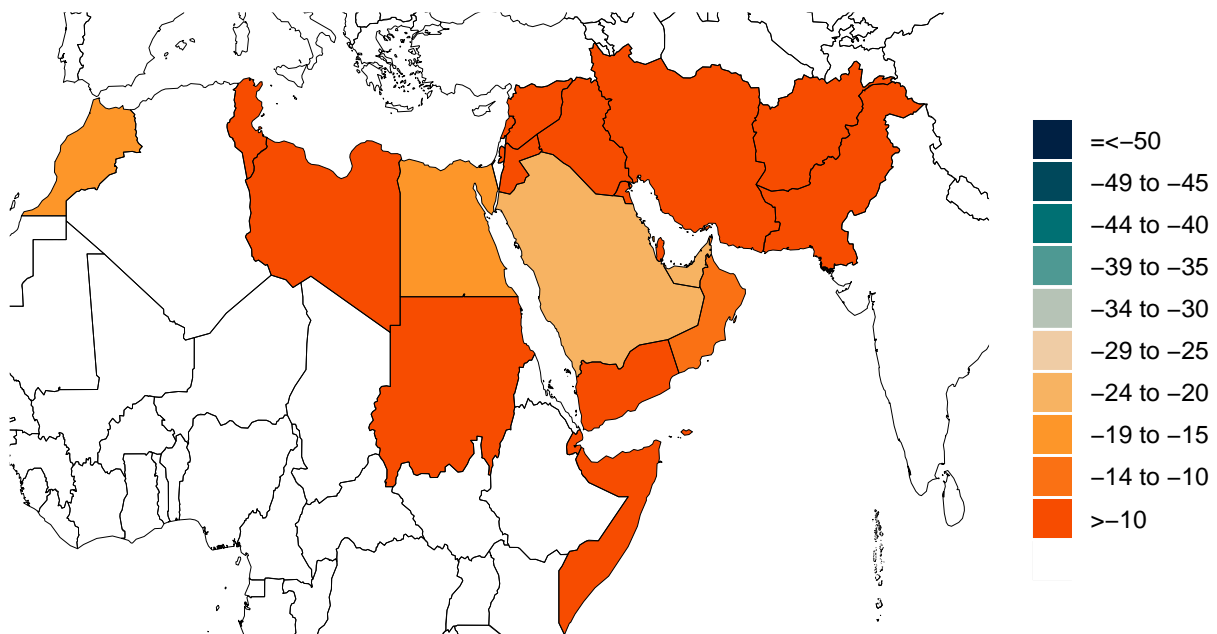 =<−50
−49 to −45
−44 to −40
−39 to −35
−34 to −30
−29 to −25
−24 to −20
−19 to −15
−14 to −10
>−10